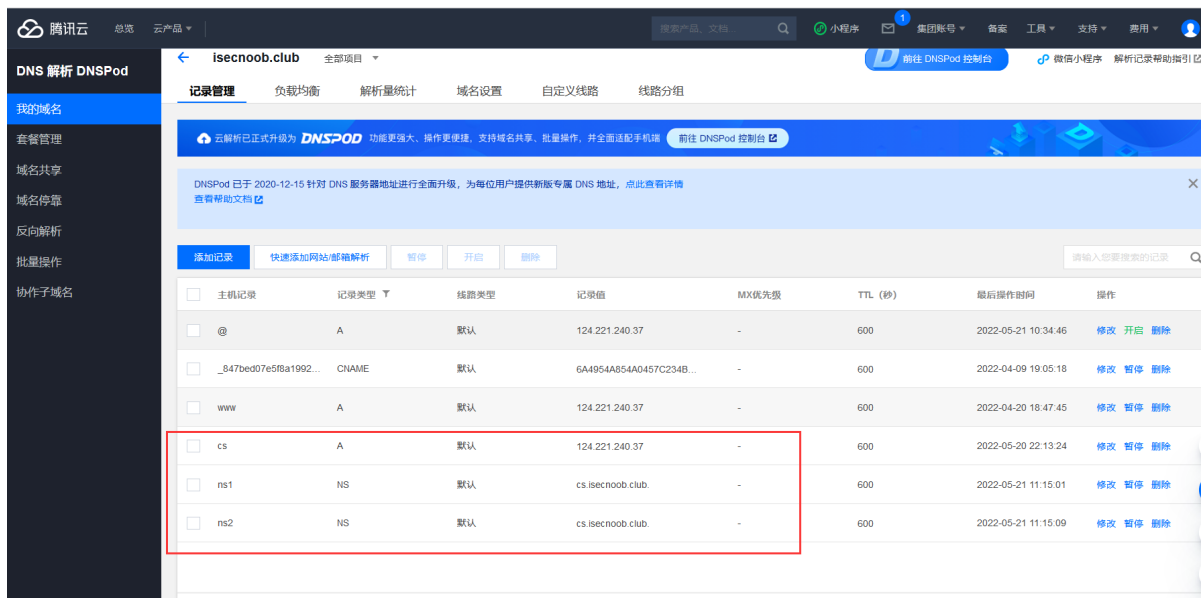 腾讯云 总览 云产品 搜索产品、文档... 小程序 1 集团账号 备案 工具 支持 费用
DNS 解析 DNSPod
我的域名
套餐管理
域名共享
域名停靠
反向解析
批量操作
协作子域名
isecnoob.club 全部项目 前往 DNSPod 控制台 微信小程序 解析记录帮助指引
记录管理 负载均衡 解析量统计 域名设置 自定义线路 线路分组
云解析已正式升级为 DNSPOD 功能更强大、操作更便捷，支持域名共享、批量操作，并全面适配手机端 前往 DNSPod 控制台
DNSPod 已于 2020-12-15 针对 DNS 服务器地址进行全面升级，为每位用户提供新版专属 DNS 地址，点此查看详情
查看帮助文档
添加记录 快速添加网站/邮箱解析 暂停 开启 删除 请输入您要搜索的记录
主机记录 记录类型 线路类型 记录值 MX优先级 TTL（秒） 最后操作时间 操作
@ A 默认 124.221.240.37 - 600 2022-05-21 10:34:46 修改 开启 删除
_847bed07e5f8a1992... CNAME 默认 6A4954A854A0457C234B... - 600 2022-04-09 19:05:18 修改 暂停 删除
www A 默认 124.221.240.37 - 600 2022-04-20 18:47:45 修改 暂停 删除
cs A 默认 124.221.240.37 - 600 2022-05-20 22:13:24 修改 暂停 删除
ns1 NS 默认 cs.isecnoob.club. - 600 2022-05-21 11:15:01 修改 暂停 删除
ns2 NS 默认 cs.isecnoob.club. - 600 2022-05-21 11:15:09 修改 暂停 删除